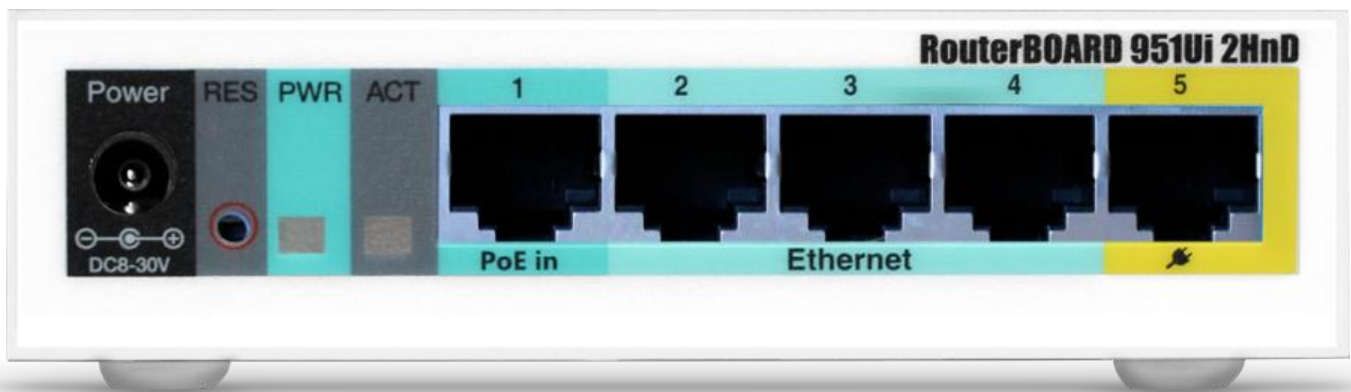 RouterBOARD 951Ui 2HnD
Power RES PWR ACT 1 2 3 4 5
DC8-30V PoE in Ethernet